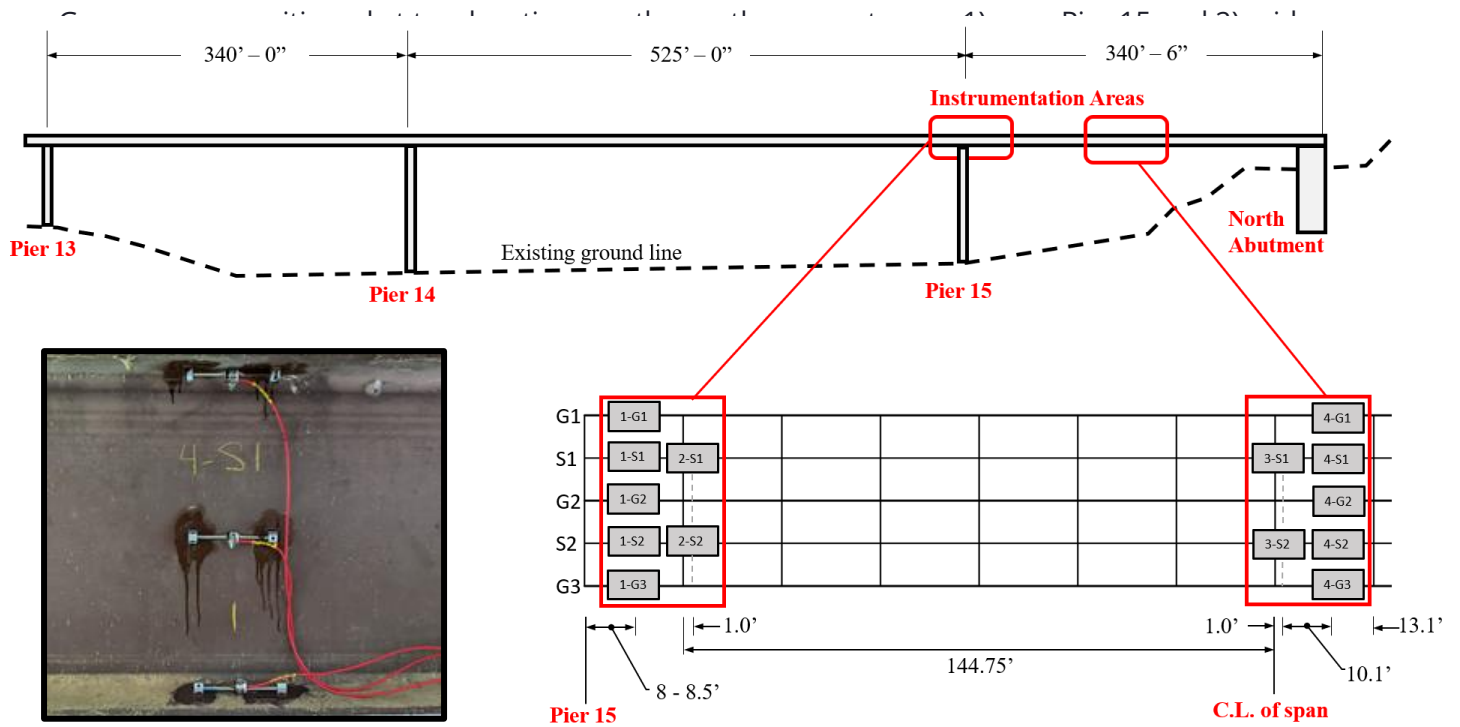 340’ – 0”
525’ – 0”
340’ – 6”
Instrumentation Areas
Pier 13
Existing ground line
North
Abutment
Pier 14
Pier 15
4-S1
1
G1
S1
G2
S2
G3
1-G1
1-S1
2-S1
1-G2
1-S2
2-S2
1-G3
4-G1
3-S1
4-S1
4-G2
3-S2
4-S2
4-G3
1.0’
1.0’
13.1’
144.75’
10.1’
8 - 8.5’
Pier 15
C.L. of span